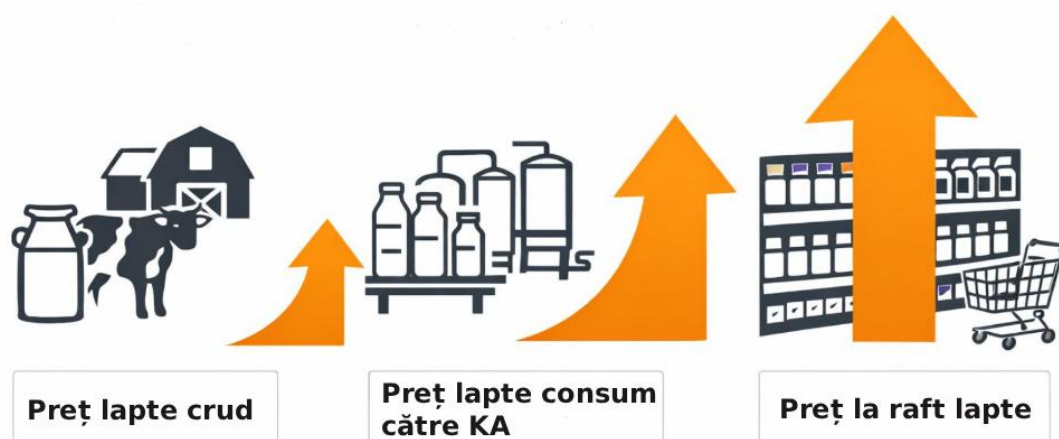 Preț lapte crud
Preț lapte consum
către KA
Preț la raft lapte